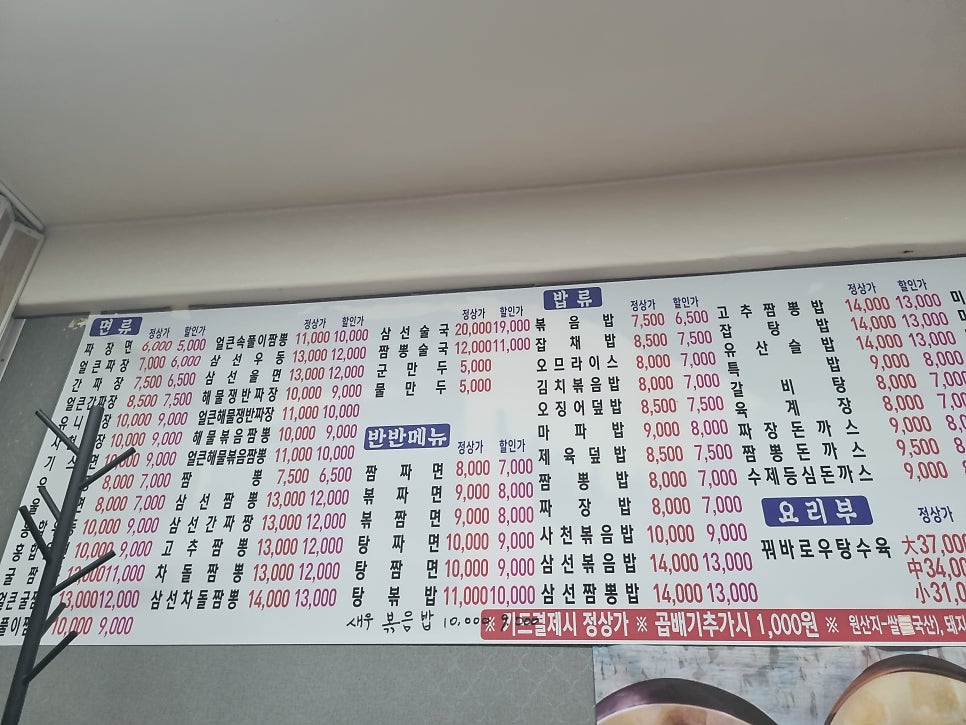 면류 정상가 할인가
짜장면 6,000 5,000
얼큰짜장 7,000 6,000
간짜장 7,500 6,500
얼큰간짜장 8,500 7,500
10,000 9,000
10,000 9,000
10,000 9,000
8,000 7,000
8,000 7,000
10,000 9,000
10,000 9,000
11,000
13,000 12,000
10,000 9,000
정상가 할인가
얼큰속풀이짬뽕 11,000 10,000
삼선우동 13,000 12,000
삼선울면 13,000 12,000
해물쟁반짜장 10,000 9,000
얼큰해물쟁반짜장 11,000 10,000
해물볶음짬뽕 10,000 9,000
얼큰해물볶음짬뽕 11,000 10,000
짬뽕 7,500 6,500
삼선짬뽕 13,000 12,000
삼선간짜장 13,000 12,000
고추짬뽕 13,000 12,000
차돌짬뽕 13,000 12,000
삼선차돌짬뽕 14,000 13,000
정상가 할인가
삼선술국 20,000 19,000
짬뽕술국 12,000 11,000
군만두 5,000
물만두 5,000
반반메뉴 정상가 할인가
짬짜면 8,000 7,000
볶짜면 9,000 8,000
볶짬면 9,000 8,000
탕짜면 10,000 9,000
탕짬면 10,000 9,000
탕볶밥 11,000 10,000
새우볶음밥 10,000 9,000
밥류 정상가 할인가
볶음밥 7,500 6,500
잡채밥 8,500 7,500
오므라이스 8,000 7,000
김치볶음밥 8,000 7,000
오징어덮밥 8,500 7,500
마파밥 9,000 8,000
제육덮밥 8,500 7,500
짬뽕밥 8,000 7,000
짜장밥 8,000 7,000
사천볶음밥 10,000 9,000
삼선볶음밥 14,000 13,000
삼선짬뽕밥 14,000 13,000
정상가 할인가
고추짬뽕밥 14,000 13,000
잡탕밥 14,000 13,000
유산슬밥 14,000 13,000
특밥 9,000 8,000
갈비탕 8,000 7,000
육계장 8,000 7,000
짜장돈까스 9,000
짬뽕돈까스 9,500
수제등심돈까스 9,000
요리부 정상가
꿔바로우탕수육 大37,000
中34,000
小31,0
※ 카드결제시 정상가 ※ 곱배기추가시 1,000원 ※ 원산지-쌀(국산), 돼지